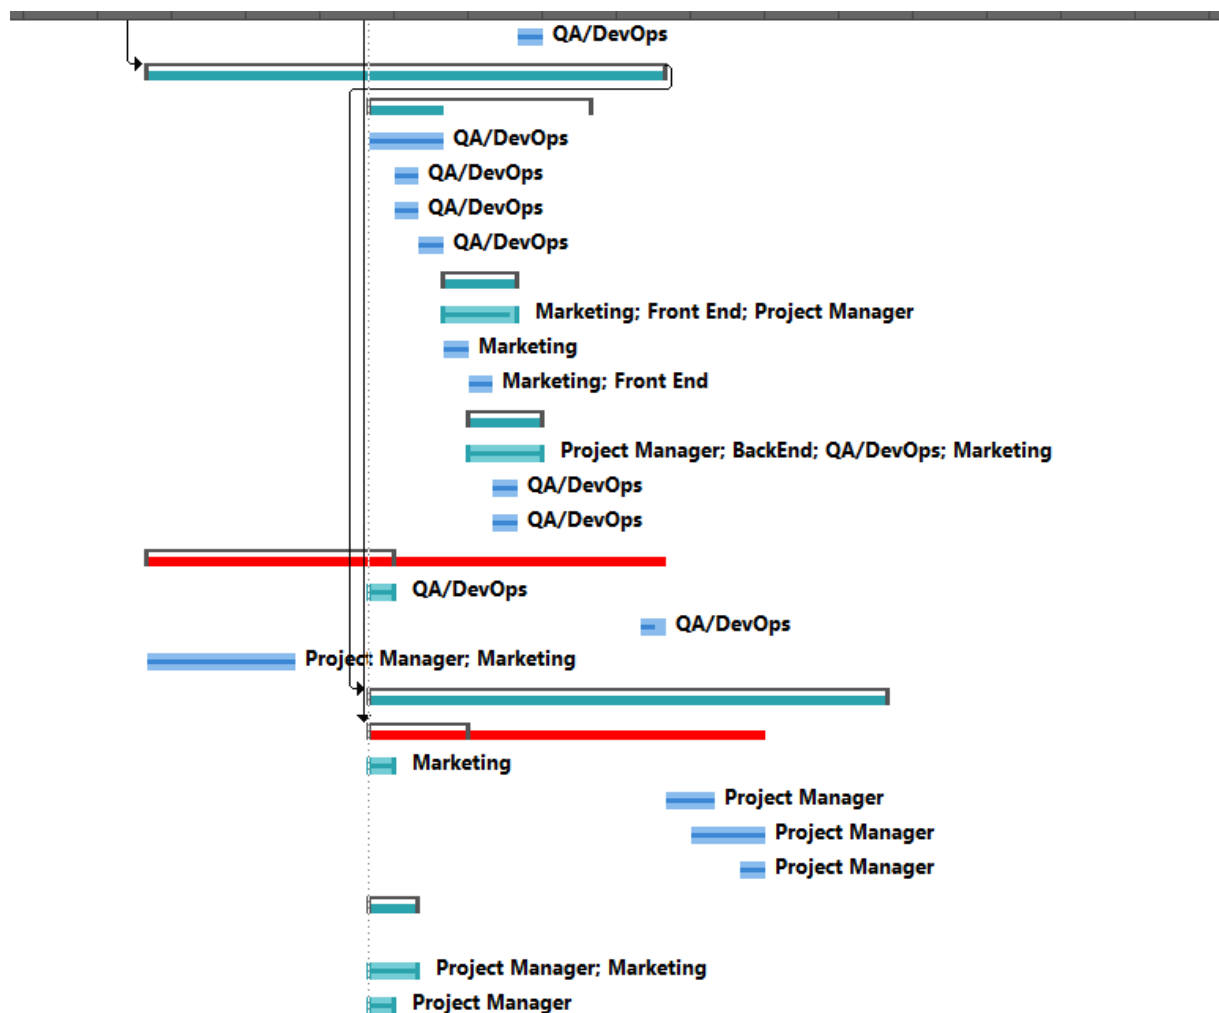 QA/DevOps
QA/DevOps
QA/DevOps
QA/DevOps
QA/DevOps
Marketing; Front End; Project Manager
Marketing
Marketing; Front End
Project Manager; BackEnd; QA/DevOps; Marketing
QA/DevOps
QA/DevOps
QA/DevOps
QA/DevOps
Project Manager; Marketing
Marketing
Project Manager
Project Manager
Project Manager
Project Manager; Marketing
Project Manager